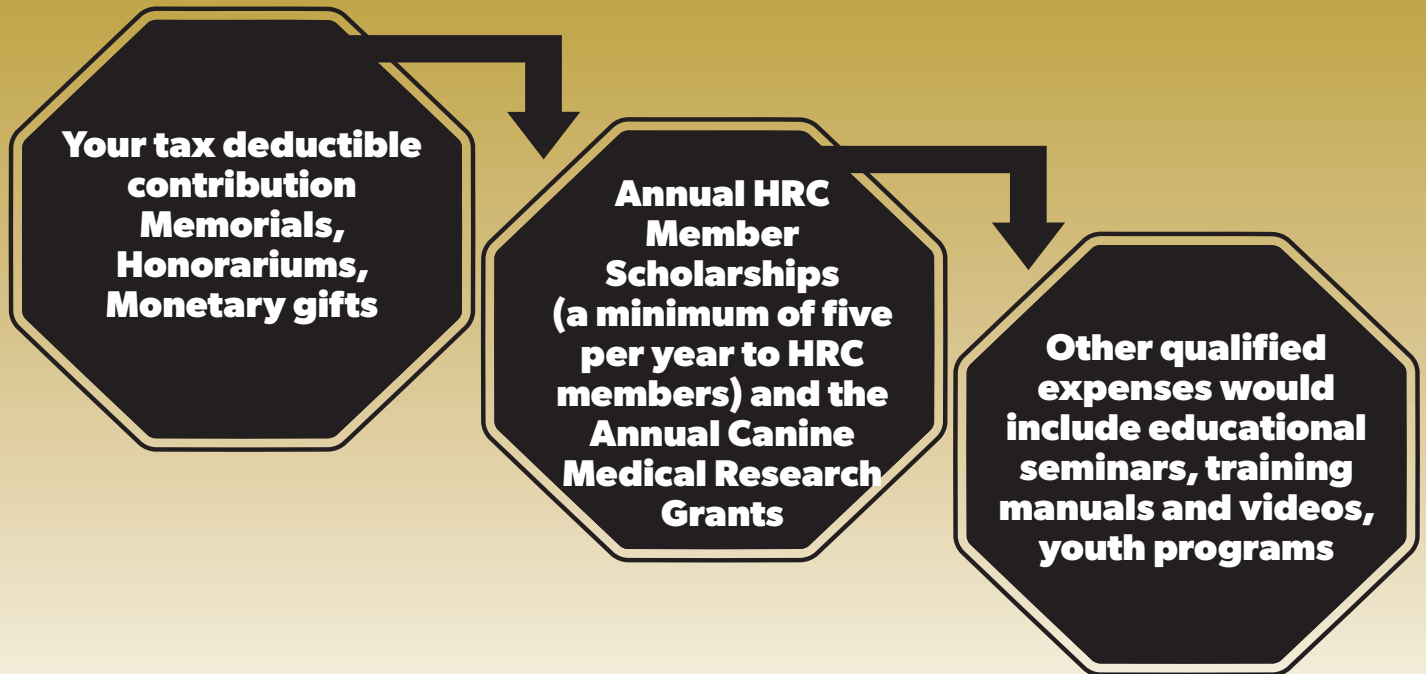 Your tax deductible
contribution
Memorials,
Honorariums,
Monetary gifts
Annual HRC
Member
Scholarships
(a minimum of five
per year to HRC
members) and the
Annual Canine
Medical Research
Grants
Other qualified
expenses would
include educational
seminars, training
manuals and videos,
youth programs